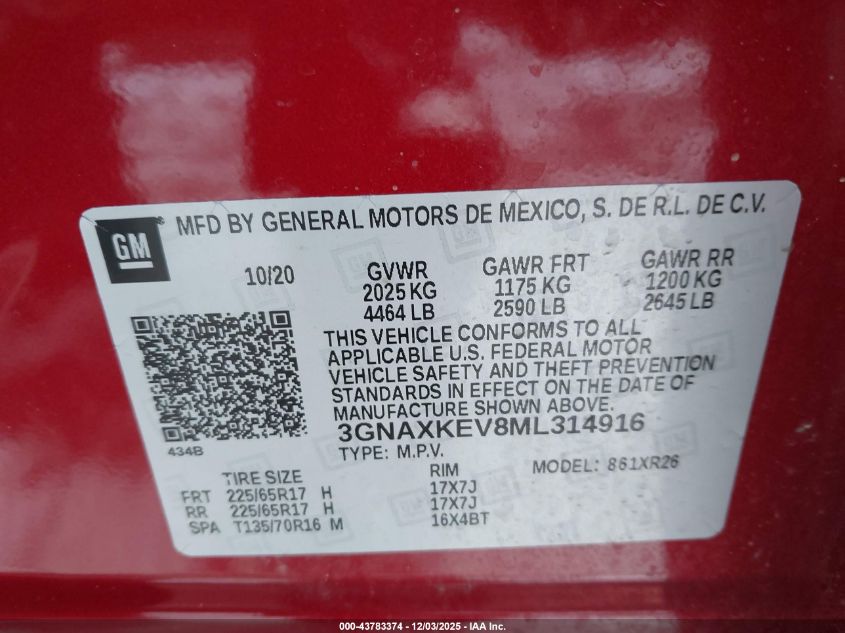 GM ®
MFD BY GENERAL MOTORS DE MEXICO, S. DE R.L. DE C.V.
10/20 GVWR GAWR FRT GAWR RR
2025 KG 1175 KG 1200 KG
4464 LB 2590 LB 2645 LB
THIS VEHICLE CONFORMS TO ALL
APPLICABLE U.S. FEDERAL MOTOR
VEHICLE SAFETY AND THEFT PREVENTION
STANDARDS IN EFFECT ON THE DATE OF
MANUFACTURE SHOWN ABOVE.
434B
3GNAXKEV8ML314916
TYPE: M.P.V. MODEL: 861XR26
TIRE SIZE RIM
FRT 225/65R17 H 17X7J
RR 225/65R17 H 17X7J
SPA T135/70R16 M 16X4BT
000-43783374 - 12/03/2025 - IAA Inc.